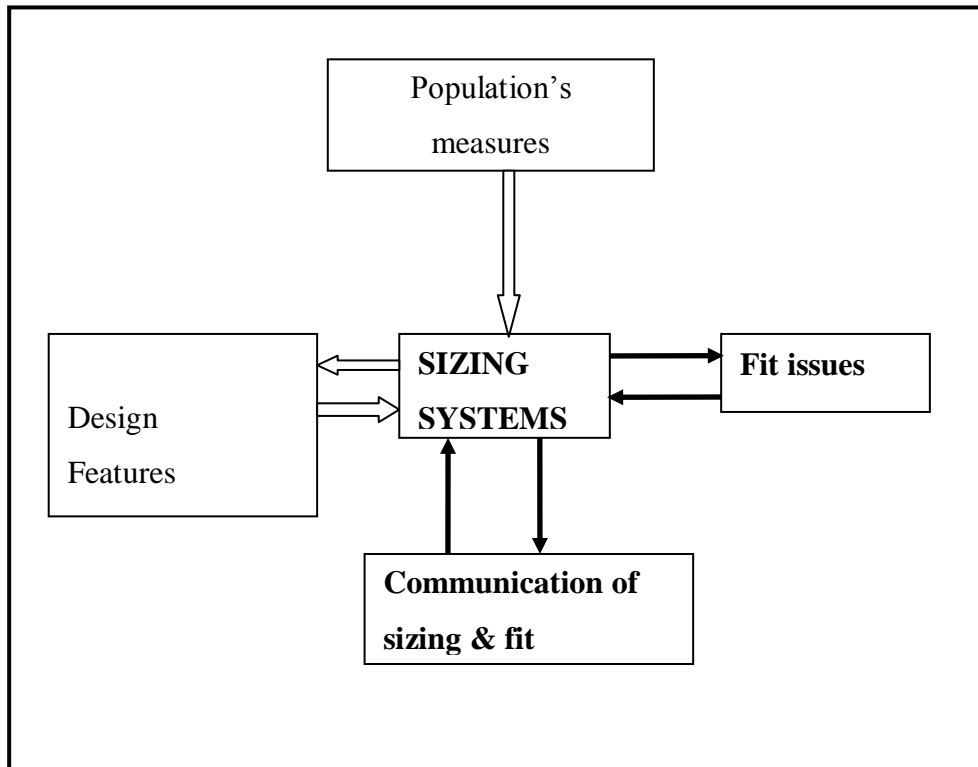 Population’s
measures
SIZING
SYSTEMS
Fit issues
Design
Features
Communication of
sizing & fit